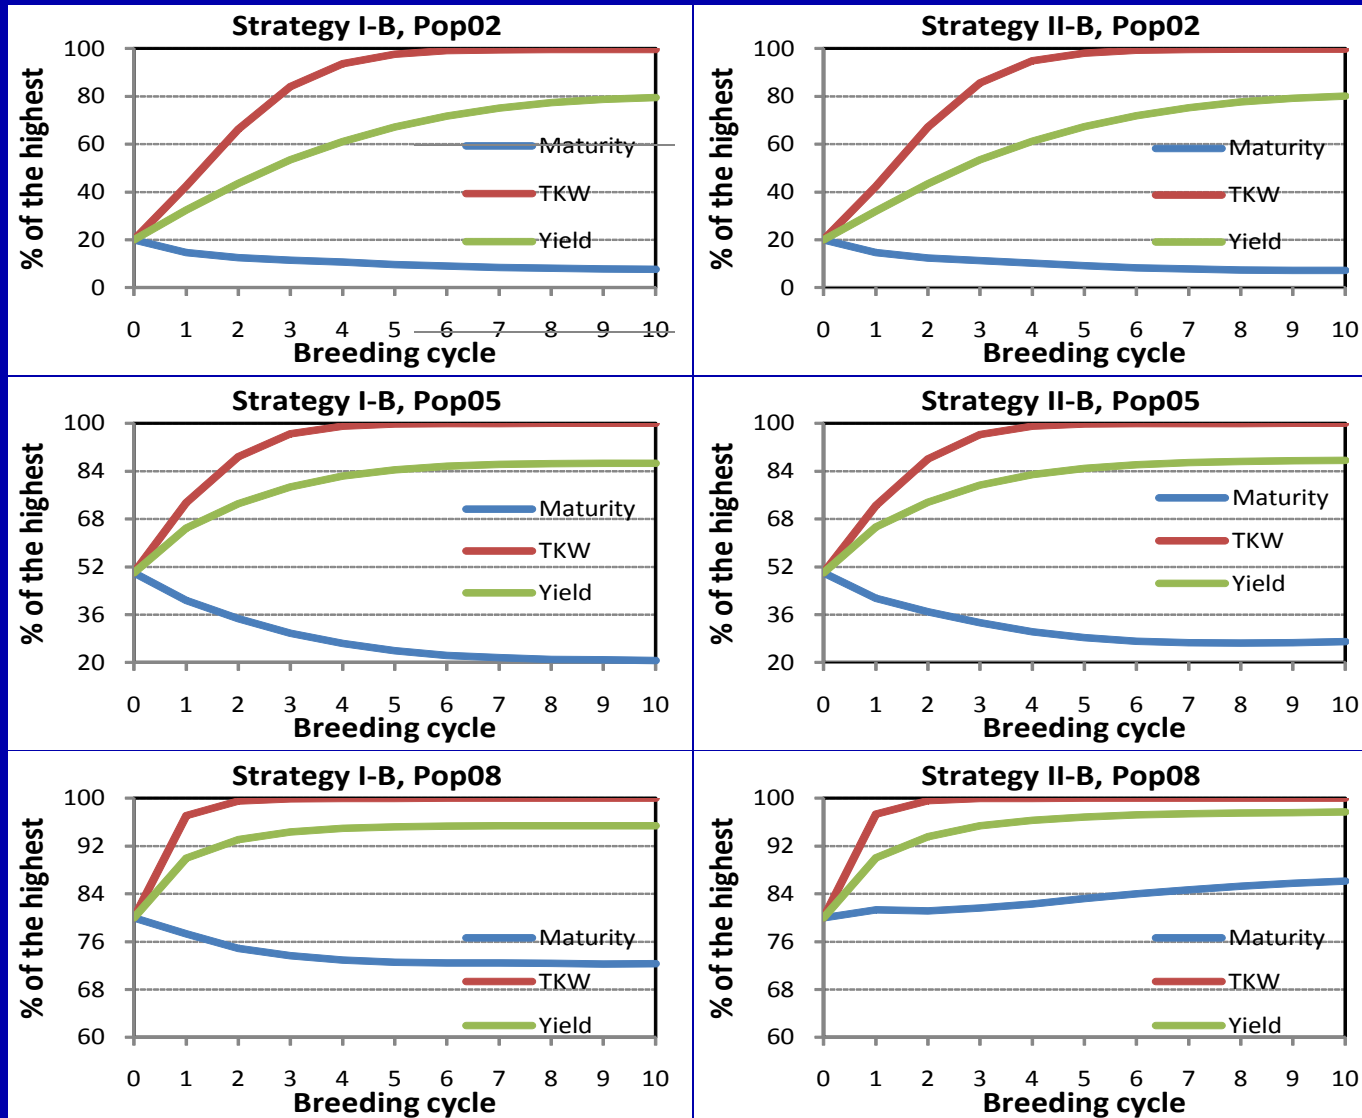 Strategy I-B, Pop02
% of the highest
100
80
60
40
20
0
Maturity
TKW
Yield
0 1 2 3 4 5 6 7 8 9 10
Breeding cycle
Strategy II-B, Pop02
% of the highest
100
80
60
40
20
0
Maturity
TKW
Yield
0 1 2 3 4 5 6 7 8 9 10
Breeding cycle
Strategy I-B, Pop05
% of the highest
100
84
68
52
36
20
Maturity
TKW
Yield
0 1 2 3 4 5 6 7 8 9 10
Breeding cycle
Strategy II-B, Pop05
% of the highest
100
84
68
52
36
20
Maturity
TKW
Yield
0 1 2 3 4 5 6 7 8 9 10
Breeding cycle
Strategy I-B, Pop08
% of the highest
100
92
84
76
68
60
Maturity
TKW
Yield
0 1 2 3 4 5 6 7 8 9 10
Breeding cycle
Strategy II-B, Pop08
% of the highest
100
92
84
76
68
60
Maturity
TKW
Yield
0 1 2 3 4 5 6 7 8 9 10
Breeding cycle